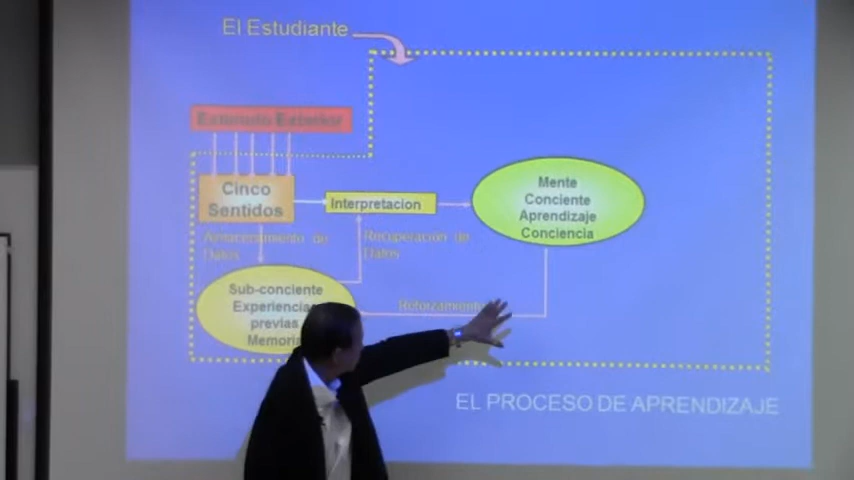 El Estudiante
Estimulo Exterior
Cinco
Sentidos
Interpretacion
Mente
Conciente
Aprendizaje
Conciencia
Almacenamiento de
Datos
Recuperación de
Datos
Sub-conciente
Experiencias
previas
Memoria
Reforzamiento
EL PROCESO DE APRENDIZAJE